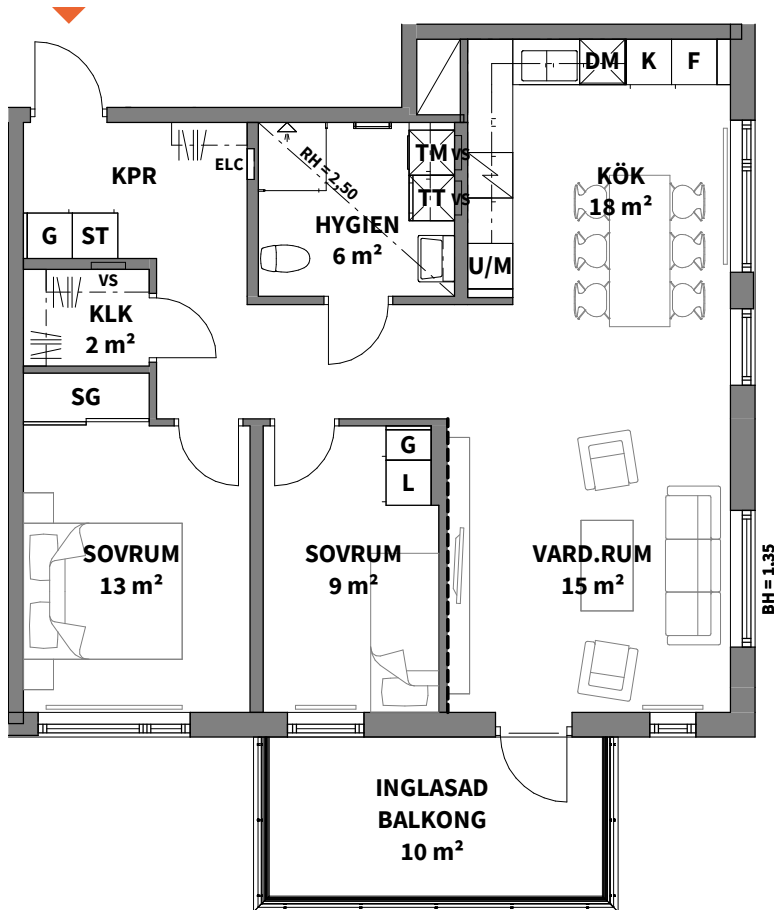 DM
K
F
TM
VS
ELC
RH = 2,50
KPR
KÖK
18 m²
TT
VS
HYGIEN
6 m²
G
ST
U/M
VS
KLK
2 m²
SG
G
L
SOVRUM
13 m²
SOVRUM
9 m²
VARD.RUM
15 m²
BH = 1,35
INGLASAD
BALKONG
10 m²